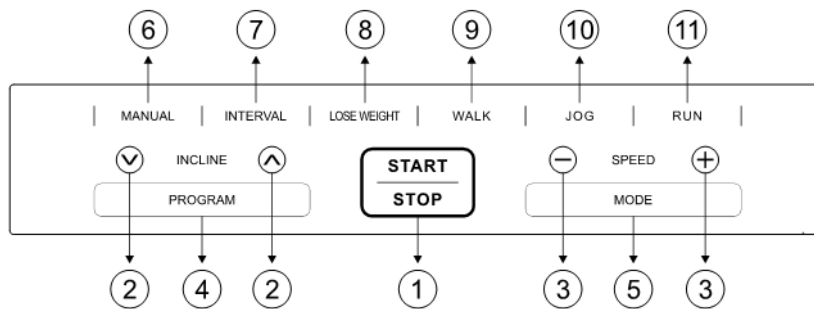 6 7 8 9 10 11
MANUAL INTERVAL LOSE WEIGHT WALK JOG RUN
INCLINE START SPEED
PROGRAM STOP MODE
2 4 2 1 3 5 3